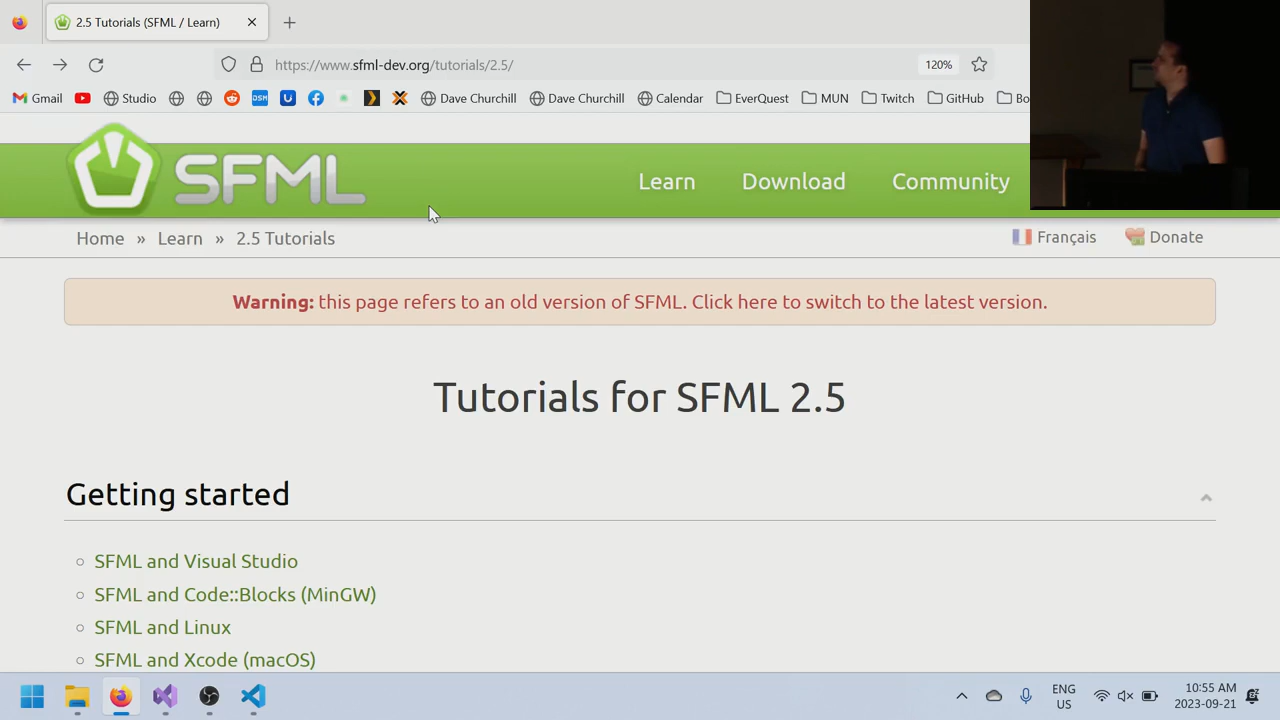 2.5 Tutorials (SFML / Learn)
https://www.sfml-dev.org/tutorials/2.5/
120%
Gmail
Studio
DSM
Dave Churchill
Dave Churchill
Calendar
EverQuest
MUN
Twitch
GitHub
Bo
SFML
Learn
Download
Community
Home » Learn » 2.5 Tutorials
Français
Donate
Warning: this page refers to an old version of SFML. Click here to switch to the latest version.
Tutorials for SFML 2.5
Getting started
SFML and Visual Studio
SFML and Code::Blocks (MinGW)
SFML and Linux
SFML and Xcode (macOS)
ENG
US
10:55 AM
2023-09-21